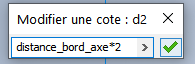 Modifier une cote : d2
distance_bord_axe*2